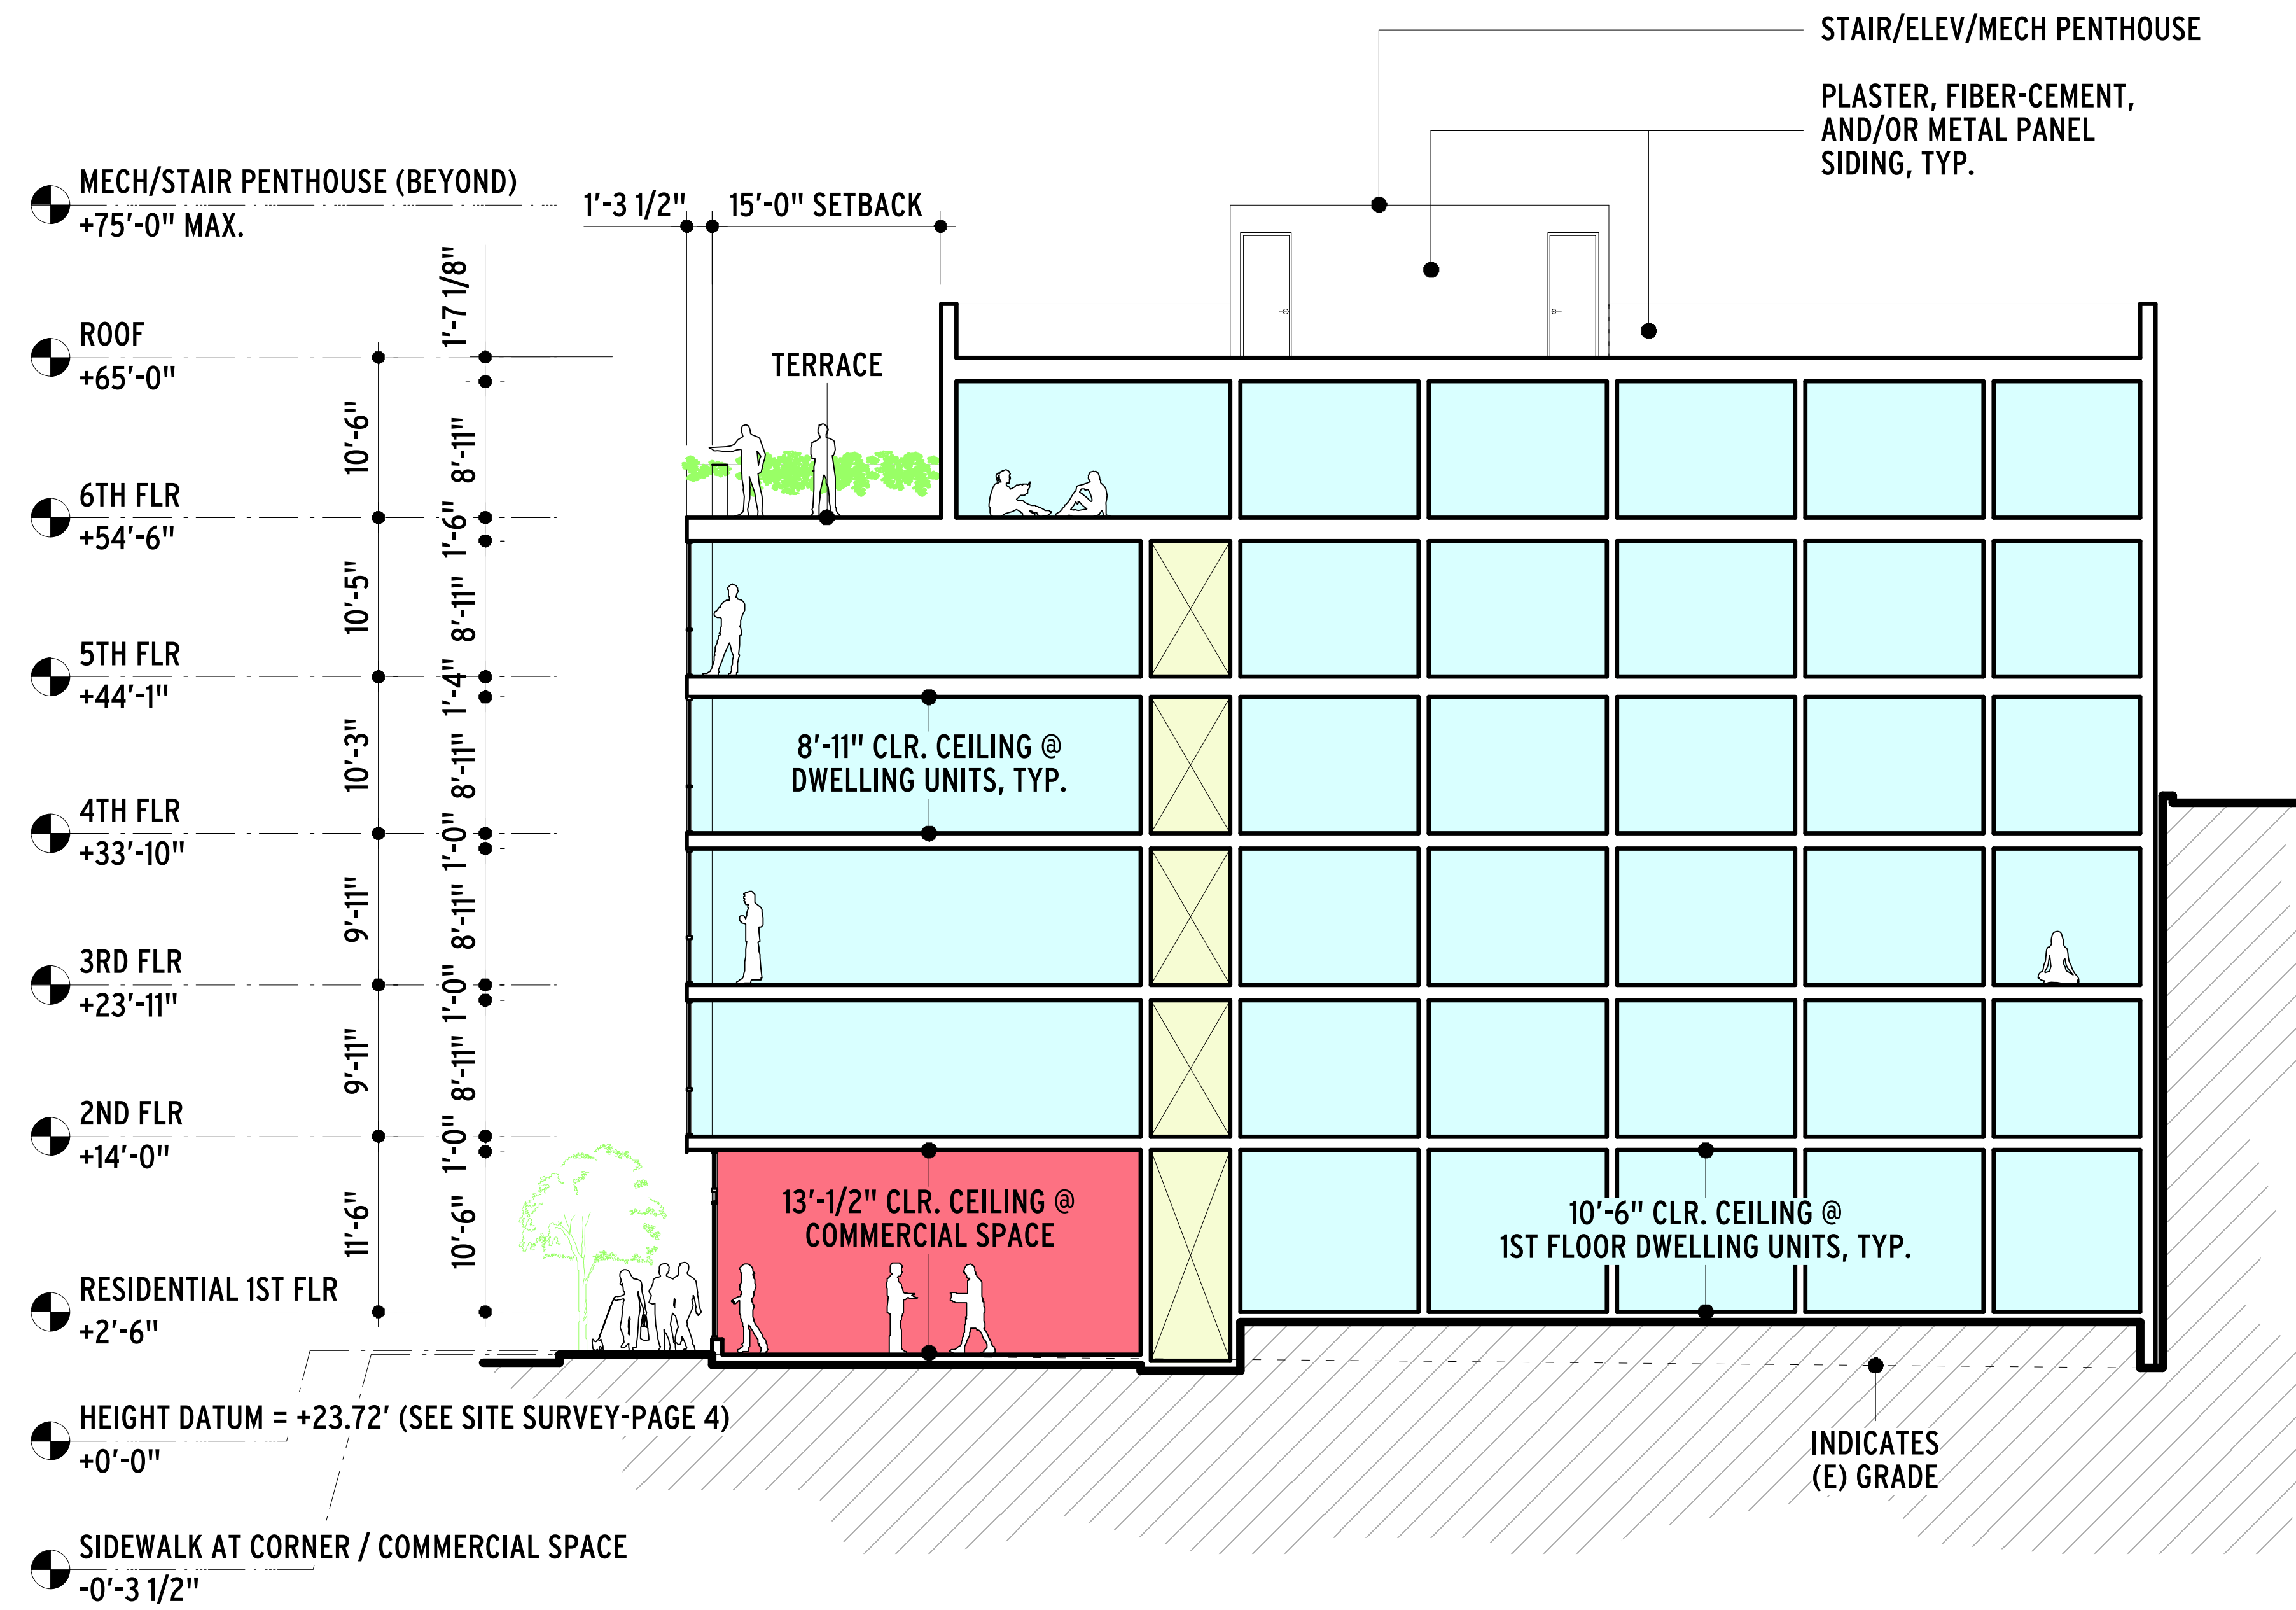 STAIR/ELEV/MECH PENTHOUSE
PLASTER, FIBER-CEMENT,
AND/OR METAL PANEL
SIDING, TYP.
MECH/STAIR PENTHOUSE (BEYOND)
+75'-0" MAX.
1'-3 1/2"
15'-0" SETBACK
ROOF
+65'-0"
6TH FLR
+54'-6"
5TH FLR
+44'-1"
4TH FLR
+33'-10"
3RD FLR
+23'-11"
2ND FLR
+14'-0"
RESIDENTIAL 1ST FLR
+2'-6"
HEIGHT DATUM = +23.72' (SEE SITE SURVEY-PAGE 4)
+0'-0"
SIDEWALK AT CORNER / COMMERCIAL SPACE
-0'-3 1/2"
10'-6"
10'-5"
10'-3"
9'-11"
9'-11"
11'-6"
1'-7 1/8"
8'-11"
1'-6"
8'-11"
1'-4"
8'-11"
1'-0"
8'-11"
1'-0"
8'-11"
1'-0"
10'-6"
TERRACE
8'-11" CLR. CEILING @
DWELLING UNITS, TYP.
13'-1/2" CLR. CEILING @
COMMERCIAL SPACE
10'-6" CLR. CEILING @
1ST FLOOR DWELLING UNITS, TYP.
INDICATES
(E) GRADE